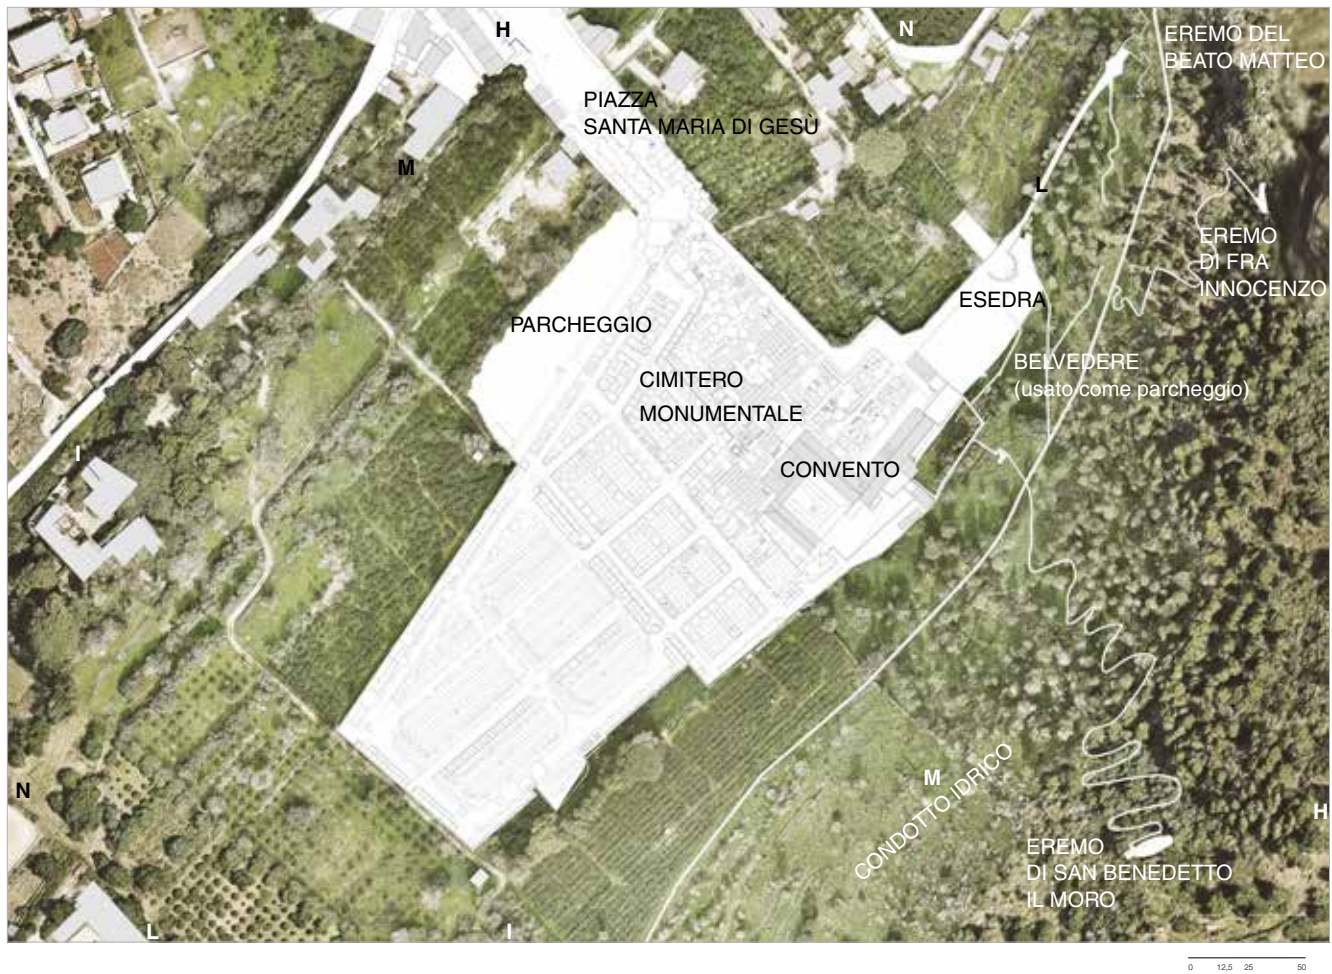 H
N
EREMO DEL
BEATO MATTEO
PIAZZA
SANTA MARIA DI GESÙ
M
L
EREMO
DI FRA
INNOCENZO
ESEDRA
PARCHEGGIO
BELVEDERE
(usato come parcheggio)
CIMITERO
MONUMENTALE
I
CONVENTO
N
M
CONDOTTO IDRICO
H
EREMO
DI SAN BENEDETTO
IL MORO
L
I
0 12,5 25 50